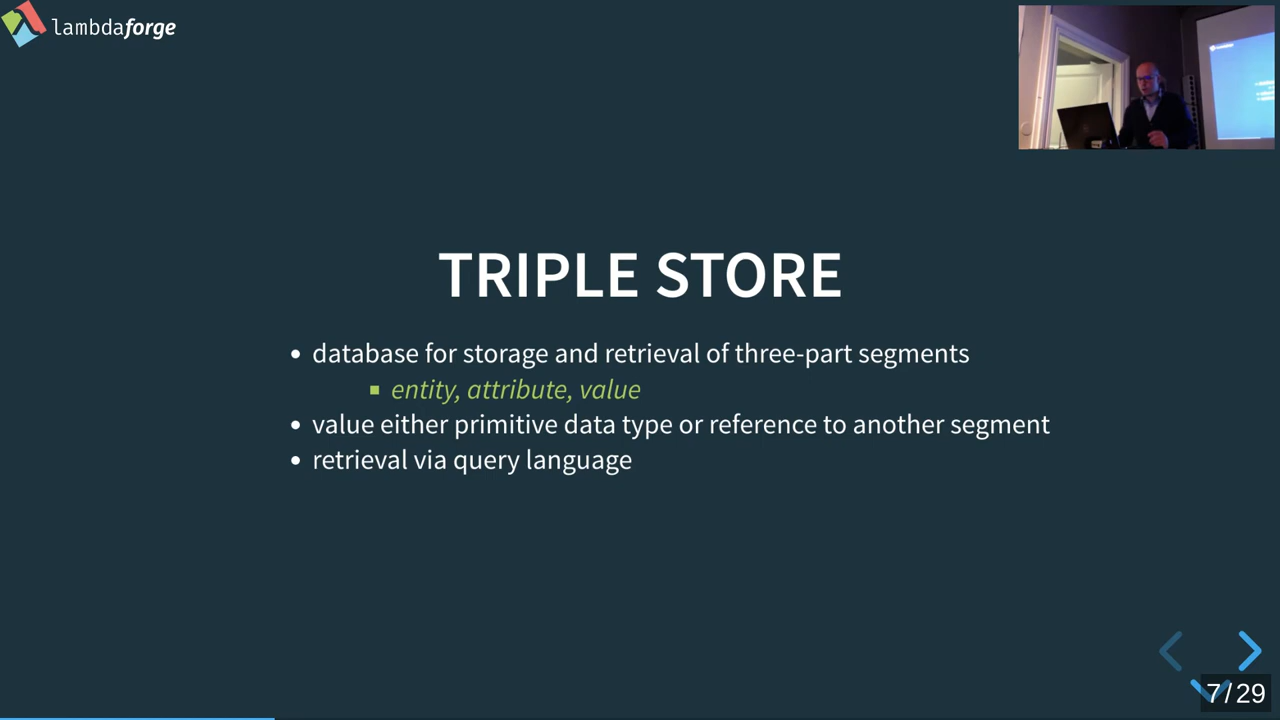 lambdaforge
TRIPLE STORE
database for storage and retrieval of three-part segments
entity, attribute, value
value either primitive data type or reference to another segment
retrieval via query language
7/29